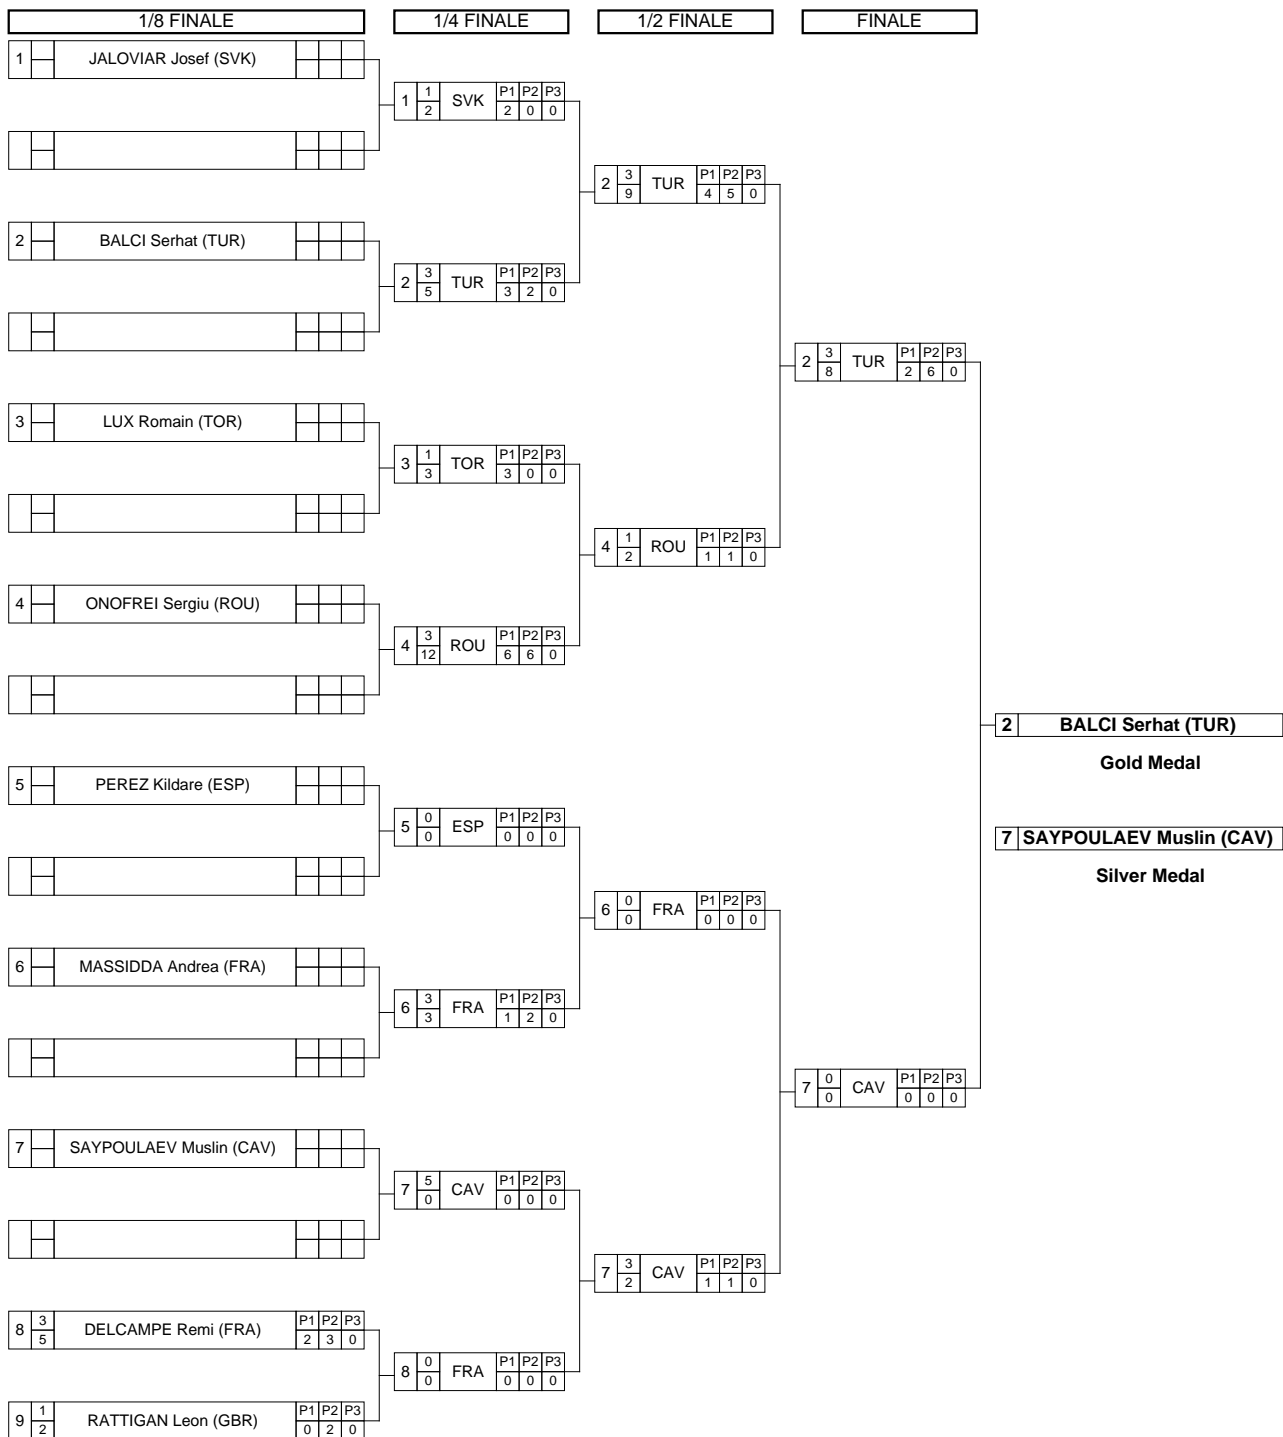 1/8 FINALE 1/4 FINALE 1/2 FINALE FINALE
1 JALOVIAR Josef (SVK)
1 1 2 SVK P1 P2 P3 2 0 0
2 3 9 TUR P1 P2 P3 4 5 0
2 BALCI Serhat (TUR)
2 3 5 TUR P1 P2 P3 3 2 0
2 3 8 TUR P1 P2 P3 2 6 0
3 LUX Romain (TOR)
3 1 3 TOR P1 P2 P3 3 0 0
4 1 2 ROU P1 P2 P3 1 1 0
4 ONOFREI Sergiu (ROU)
4 3 12 ROU P1 P2 P3 6 6 0
2 BALCI Serhat (TUR)
Gold Medal
5 PEREZ Kildare (ESP)
5 0 0 ESP P1 P2 P3 0 0 0
7 SAYPOULAEV Muslin (CAV)
Silver Medal
6 0 0 FRA P1 P2 P3 0 0 0
6 MASSIDDA Andrea (FRA)
6 3 3 FRA P1 P2 P3 1 2 0
7 0 0 CAV P1 P2 P3 0 0 0
7 SAYPOULAEV Muslin (CAV)
7 5 0 CAV P1 P2 P3 0 0 0
7 3 2 CAV P1 P2 P3 1 1 0
8 3 5 DELCAMPE Remi (FRA) P1 P2 P3 2 3 0
8 0 0 FRA P1 P2 P3 0 0 0
9 1 2 RATTIGAN Leon (GBR) P1 P2 P3 0 2 0